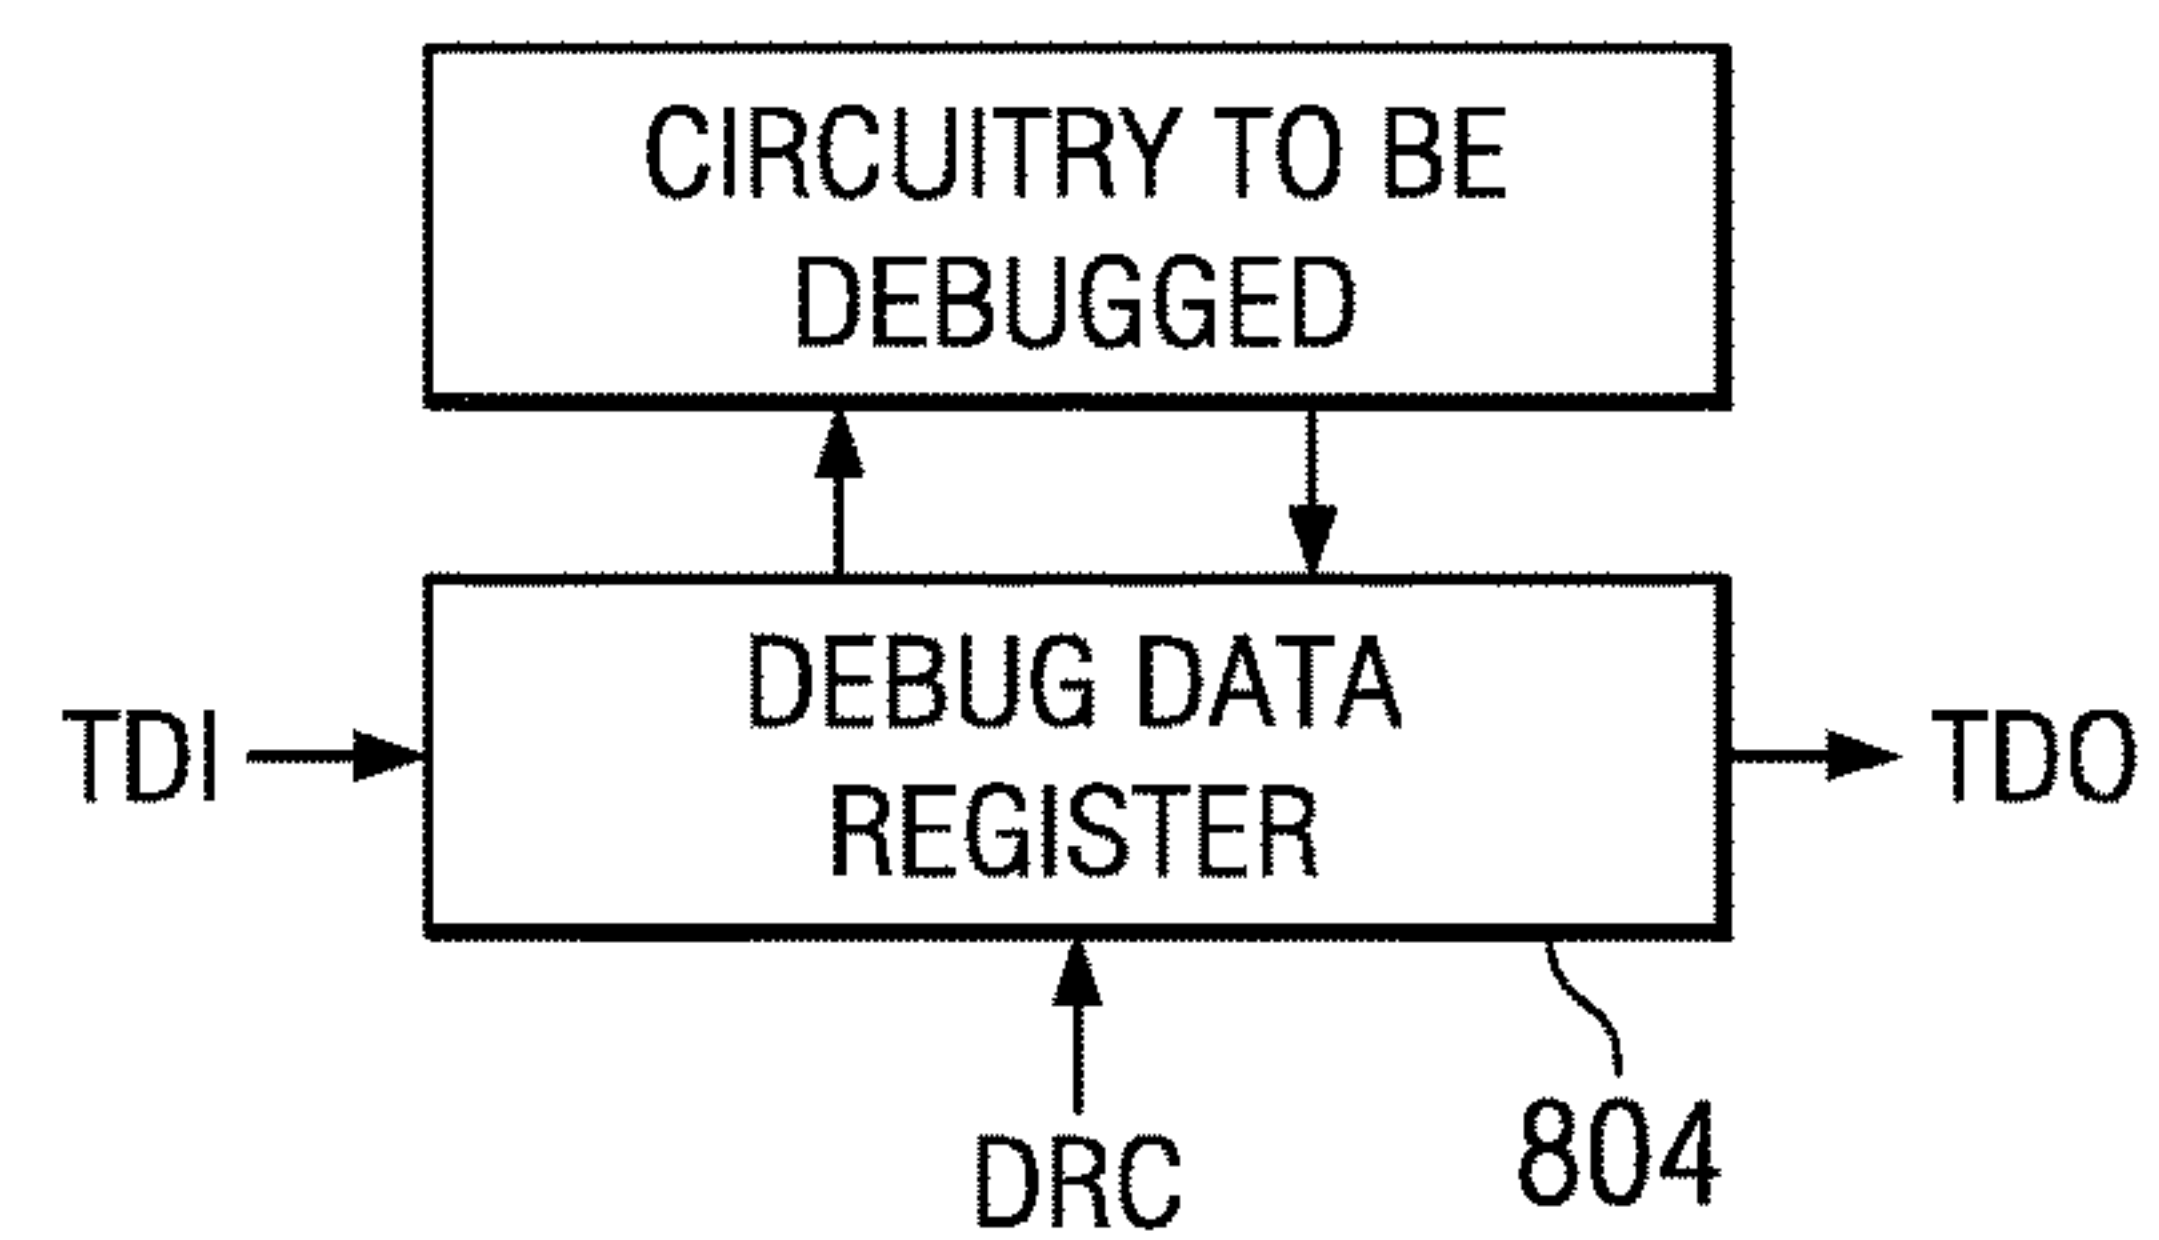 CIRCUITRY TO BE
DEBUGGED
DEBUG DATA
REGISTER
TDI
TDO
DRC
804